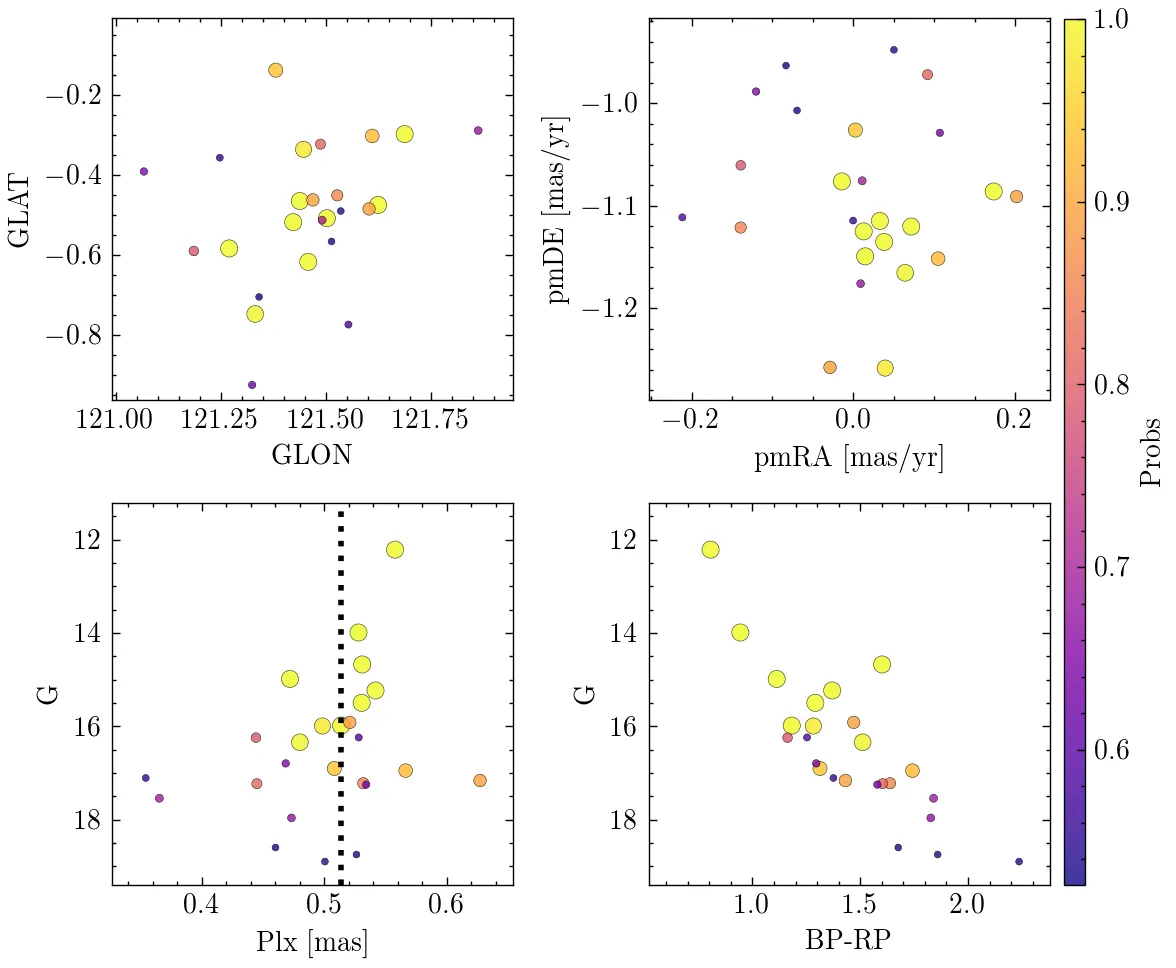 −0.2
−0.4
−0.6
−0.8
GLAT
121.00 121.25 121.50 121.75
GLON
−1.0
−1.1
−1.2
pmDE [mas/yr]
−0.2 0.0 0.2
pmRA [mas/yr]
1.0
0.9
0.8
0.7
0.6
Probs
12
14
16
18
G
0.4 0.5 0.6
Plx [mas]
12
14
16
18
G
1.0 1.5 2.0
BP-RP